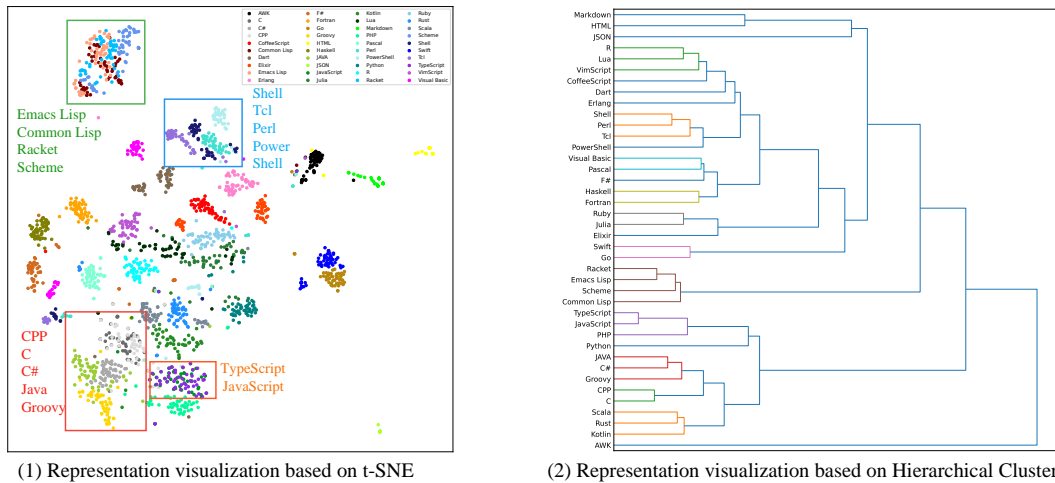 AWK
C
C#
CPP
CoffeeScript
Common Lisp
Dart
Elixir
Emacs Lisp
Erlang
F#
Fortran
Go
Groovy
HTML
Haskell
JAVA
JSON
JavaScript
Julia
Kotlin
Lua
Markdown
PHP
Pascal
Perl
PowerShell
Python
R
Racket
Ruby
Rust
Scala
Scheme
Shell
Swift
Tcl
TypeScript
VimScript
Visual Basic
Emacs Lisp
Common Lisp
Racket
Scheme
Shell
Tcl
Perl
Power
Shell
CPP
C
C#
Java
Groovy
TypeScript
JavaScript
(1) Representation visualization based on t-SNE
Markdown
HTML
JSON
R
Lua
VimScript
CoffeeScript
Dart
Erlang
Shell
Perl
Tcl
PowerShell
Visual Basic
Pascal
F#
Haskell
Fortran
Ruby
Julia
Elixir
Swift
Go
Racket
Emacs Lisp
Scheme
Common Lisp
TypeScript
JavaScript
PHP
Python
JAVA
C#
Groovy
CPP
C
Scala
Rust
Kotlin
AWK
(2) Representation visualization based on Hierarchical Cluster